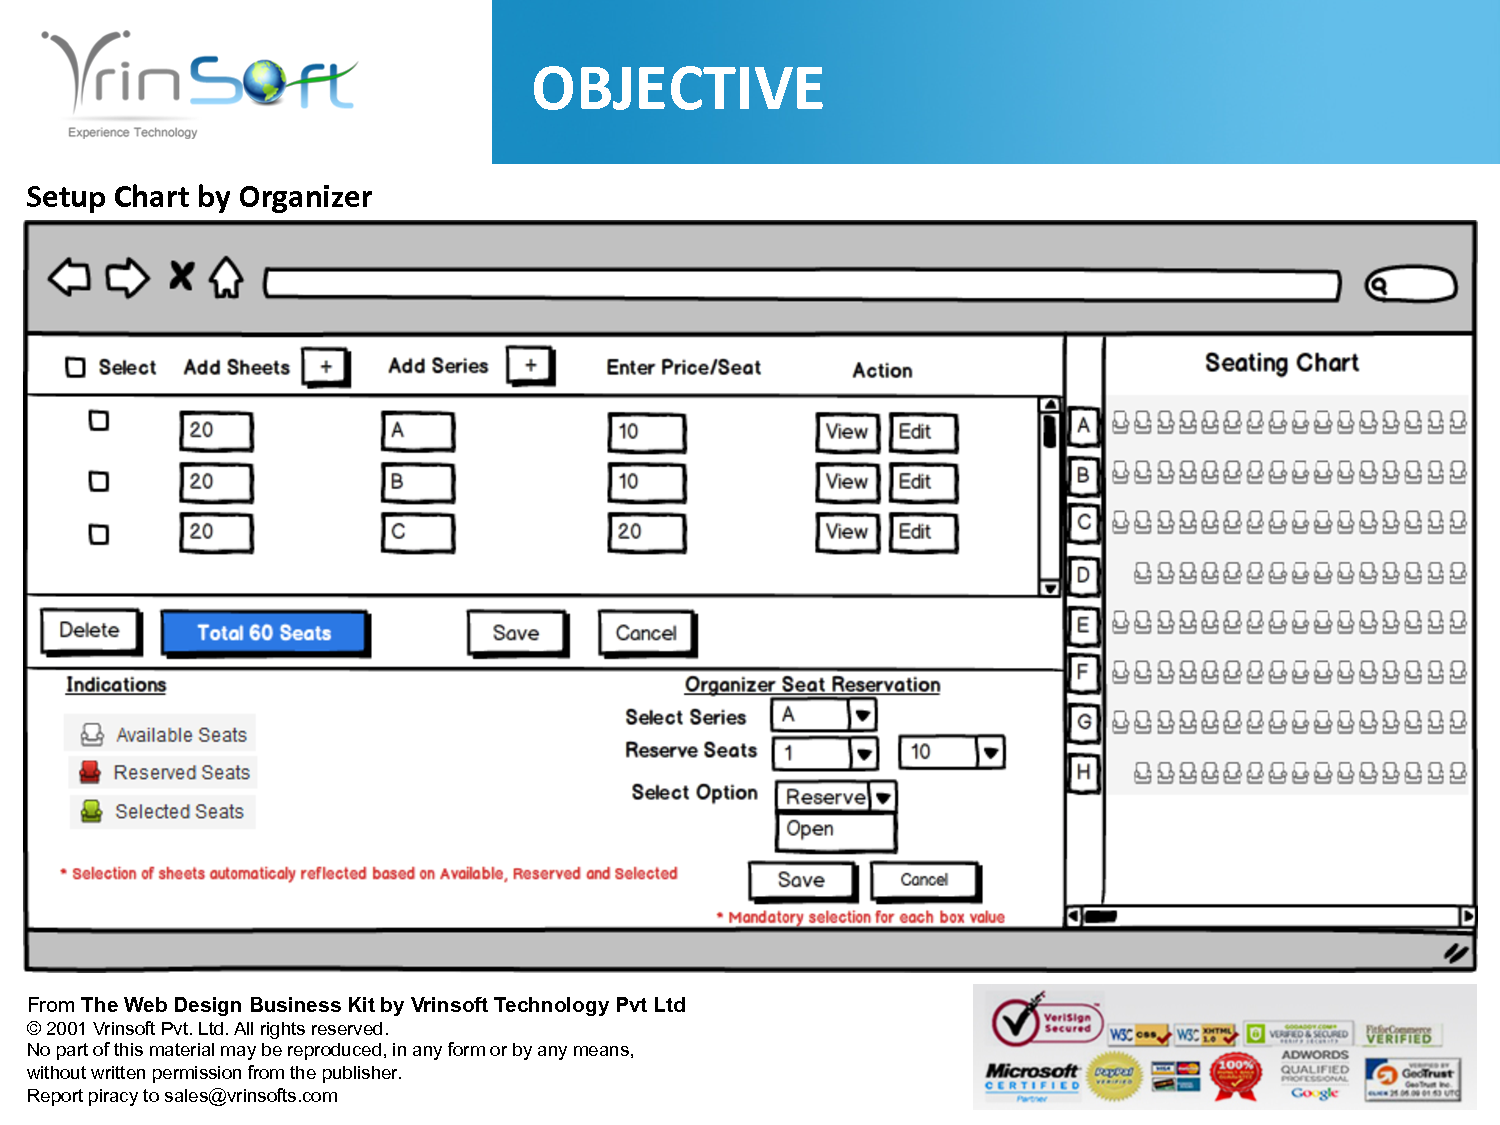 VrinSoft
Experience Technology
OBJECTIVE
Setup Chart by Organizer
Select Add Sheets + Add Series + Enter Price/Seat Action
20 A 10 View Edit
20 B 10 View Edit
20 C 20 View Edit
Delete Total 60 Seats Save Cancel
Seating Chart
A
B
C
D
E
F
G
H
Indications
Available Seats
Reserved Seats
Selected Seats
* Selection of sheets automaticaly reflected based on Available, Reserved and Selected
Organizer Seat Reservation
Select Series A
Reserve Seats 1 10
Select Option Reserve
Open
Save Cancel
* Mandatory selection for each box value
From The Web Design Business Kit by Vrinsoft Technology Pvt Ltd
© 2001 Vrinsoft Pvt. Ltd. All rights reserved.
No part of this material may be reproduced, in any form or by any means,
without written permission from the publisher.
Report piracy to sales@vrinsofts.com
VeriSign
Secured
W3C CSS W3C XHTML 1.0
VERIFIED & SECURED
FitforCommerce
VERIFIED
Microsoft
CERTIFIED
Partner
PayPal
VERIFIED
100%
ADWORDS
QUALIFIED
PROFESSIONAL
Google
GeoTrust
GeoTrust Inc.